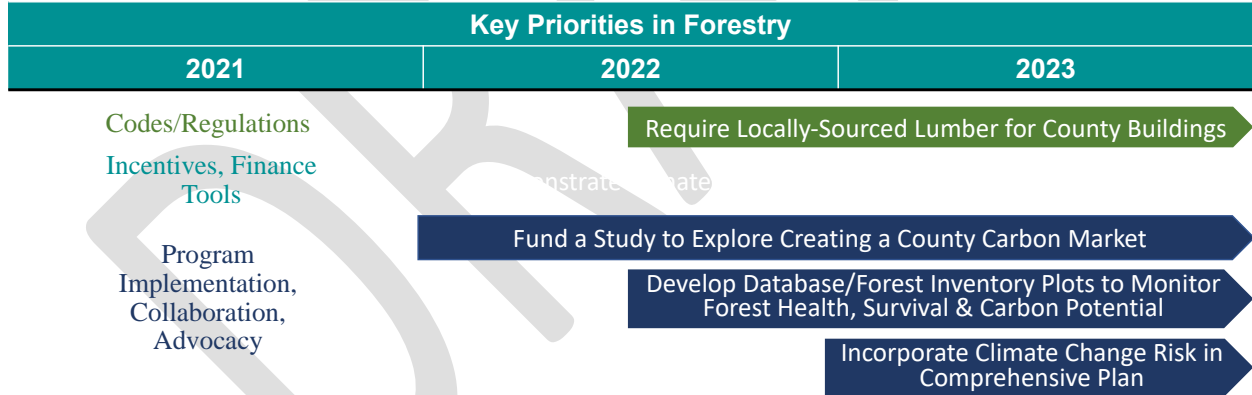 Key Priorities in Forestry
2021 2022 2023
Codes/Regulations
Require Locally-Sourced Lumber for County Buildings
Incentives, Finance
Tools
Fund a Study to Explore Creating a County Carbon Market
Program
Implementation,
Collaboration,
Advocacy
Develop Database/Forest Inventory Plots to Monitor
Forest Health, Survival & Carbon Potential
Incorporate Climate Change Risk in
Comprehensive Plan